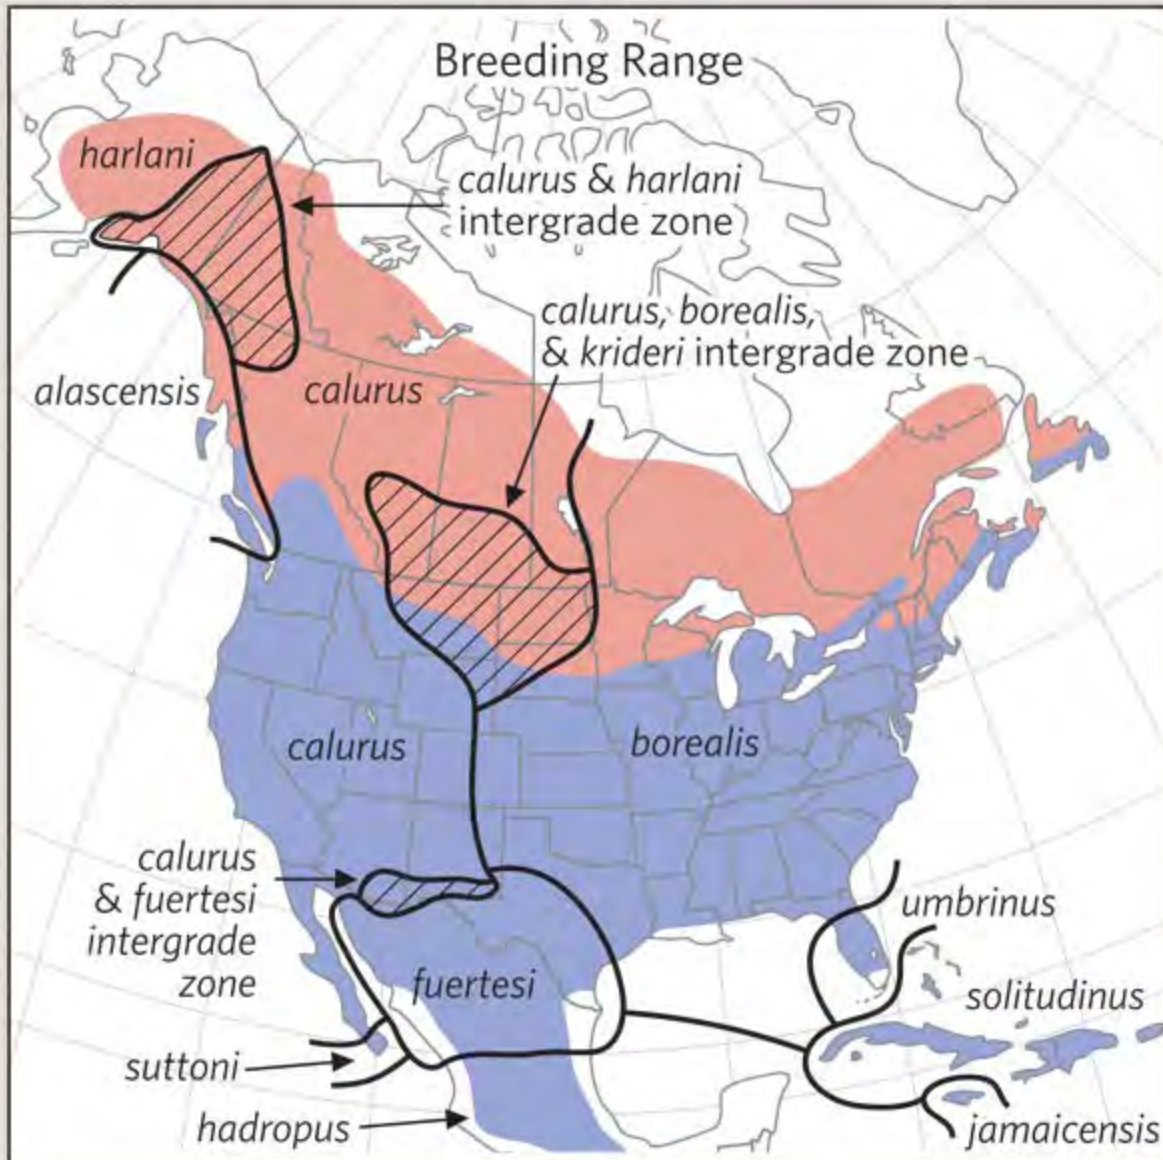 Breeding Range
harlani
calurus & harlani
intergrade zone
calurus, borealis,
& krideri intergrade zone
alascensis
calurus
calurus
borealis
calurus
& fuertesi
intergrade
zone
umbrinus
fuertesi
solitudinus
suttoni
hadropus
jamaicensis